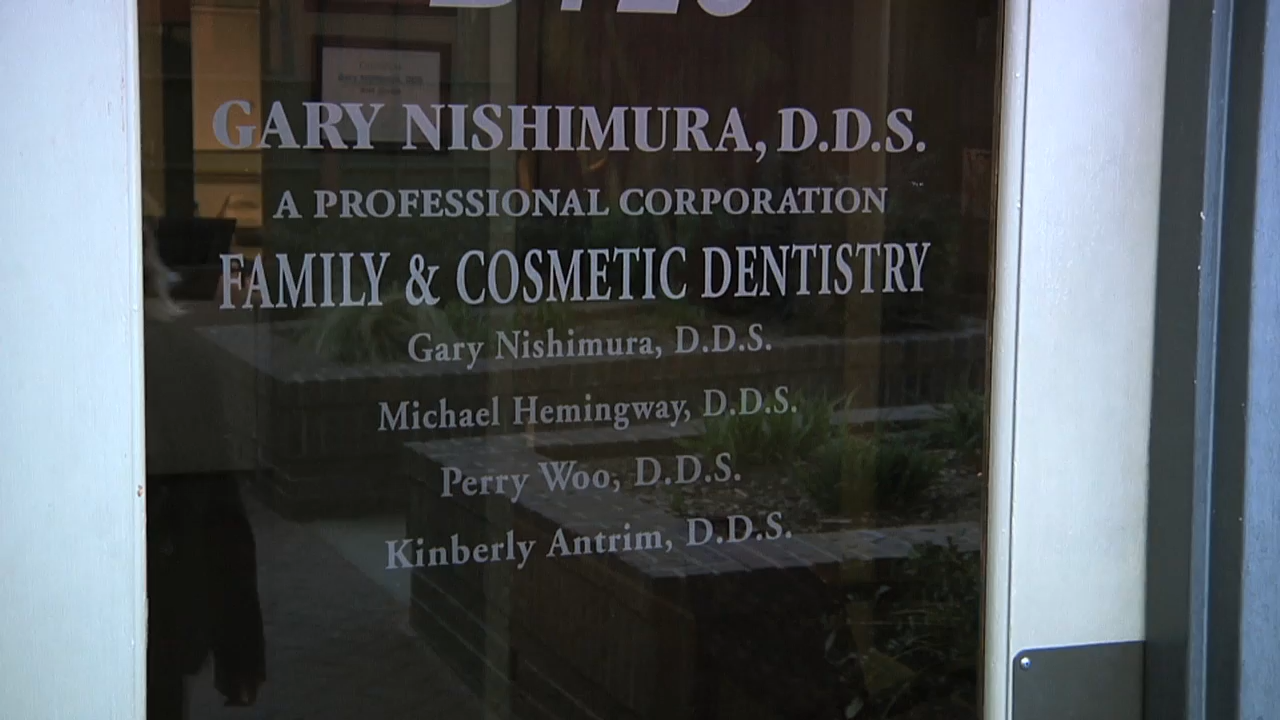 GARY NISHIMURA, D.D.S.
A PROFESSIONAL CORPORATION
FAMILY & COSMETIC DENTISTRY
Gary Nishimura, D.D.S.
Michael Hemingway, D.D.S.
Perry Woo, D.D.S.
Kinberly Antrim, D.D.S.